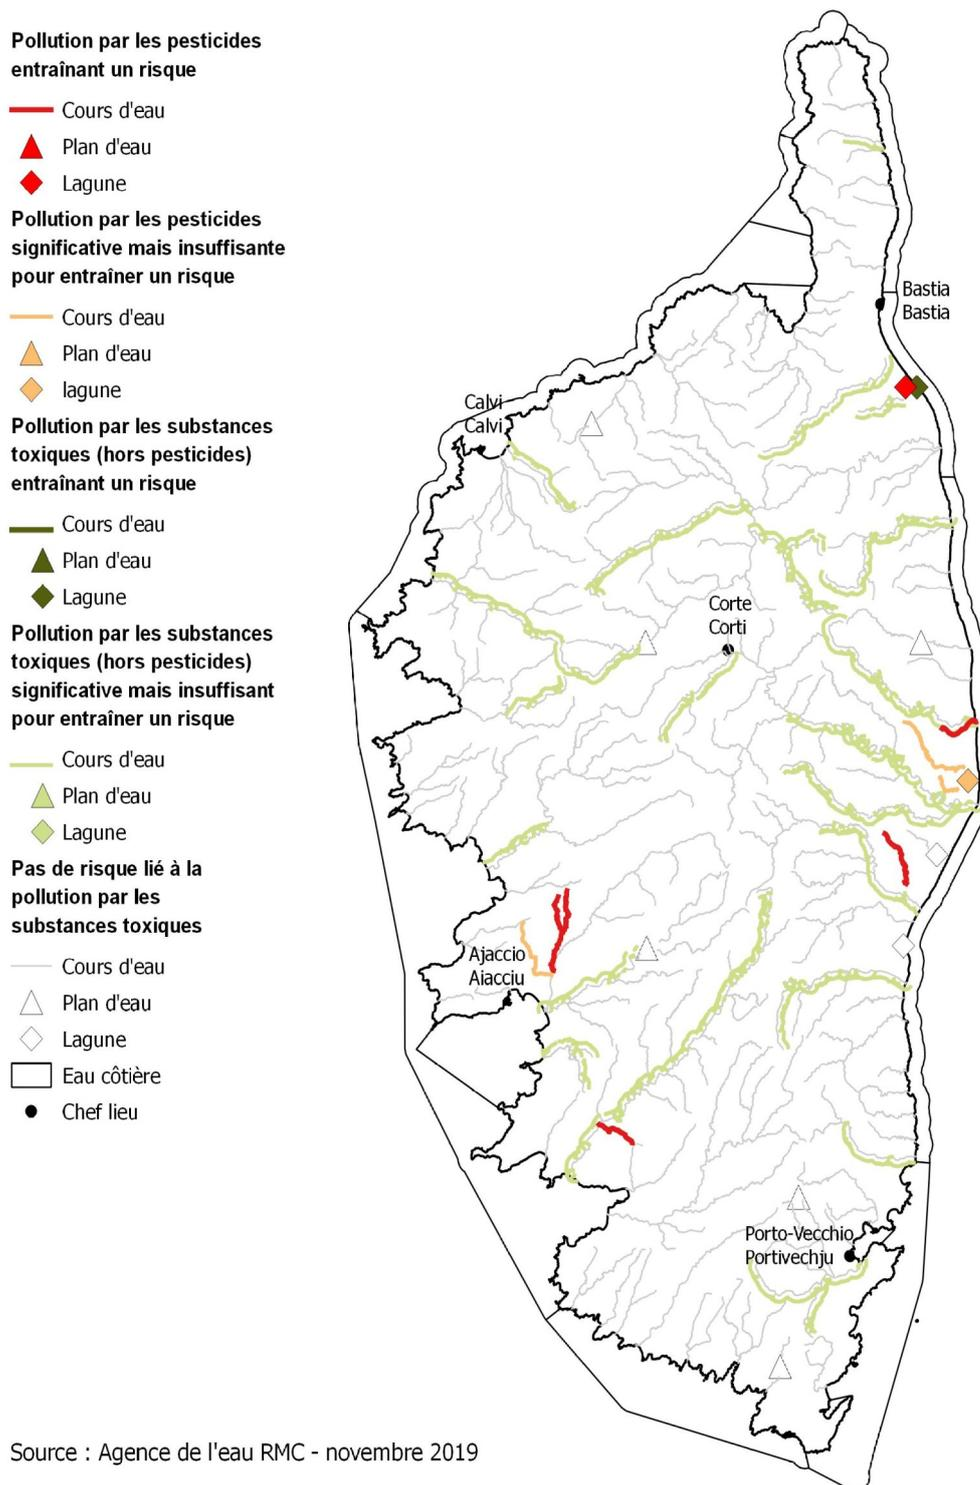 Pollution par les pesticides
entraînant un risque
Cours d'eau
Plan d'eau
Lagune
Pollution par les pesticides
significative mais insuffisante
pour entraîner un risque
Cours d'eau
Plan d'eau
lagune
Pollution par les substances
toxiques (hors pesticides)
entraînant un risque
Cours d'eau
Plan d'eau
Lagune
Pollution par les substances
toxiques (hors pesticides)
significative mais insuffisant
pour entraîner un risque
Cours d'eau
Plan d'eau
Lagune
Pas de risque lié à la
pollution par les
substances toxiques
Cours d'eau
Plan d'eau
Lagune
Eau côtière
Chef lieu
Bastia
Bastia
Calvi
Calvi
Corte
Corti
Ajaccio
Aiacciu
Porto-Vecchio
Portivechju
Source : Agence de l'eau RMC - novembre 2019